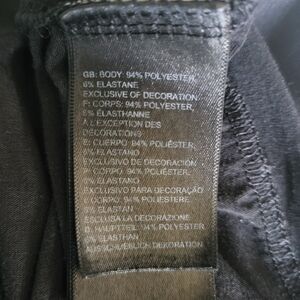 GB: BODY: 94% POLYESTER,
6% ELASTANE
EXCLUSIVE OF DECORATION.
F: CORPS: 94% POLYESTER,
6% ÉLASTHANNE
À L'EXCEPTION DES
DÉCORATIONS
E: CUERPO: 94% POLIÉSTER,
6% ELASTANO
EXCLUSIVO DE DECORACIÓN
P: CORPO: 94% POLIÉSTER,
6% ELASTANO
EXCLUSIVO PARA DECORAÇÃO
I: CORPO: 94% POLIESTERE,
6% ELASTAN
ESCLUSA LA DECORAZIONE
D: HAUPTTEIL: 94% POLYESTER,
6% ELASTHAN
AUSSCHLIEßLICH DEKORATION